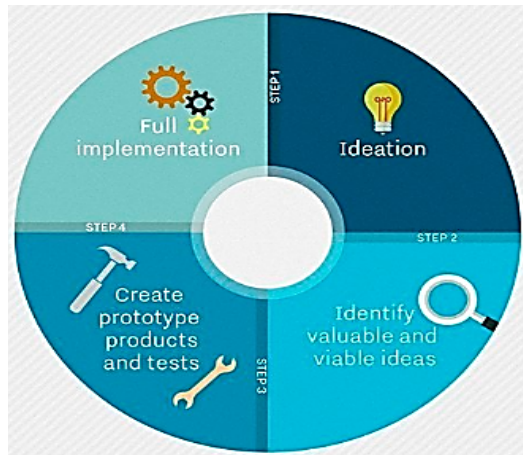 STEP 1
Ideation
STEP 2
Identify
valuable and
viable ideas
STEP 3
Create
prototype
products
and tests
STEP 4
Full
implementation